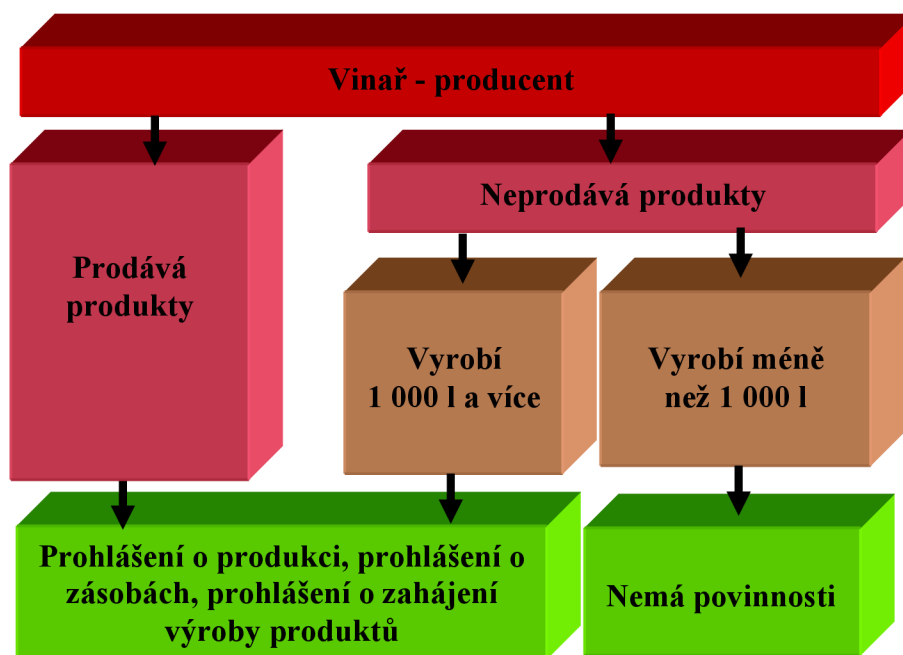 Vinař - producent
Neprodává produkty
Prodává
produkty
Vyrobí
1 000 l a více
Vyrobí méně
než 1 000 l
Prohlášení o produkci, prohlášení o
zásobách, prohlášení o zahájení
výroby produktů
Nemá povinnosti